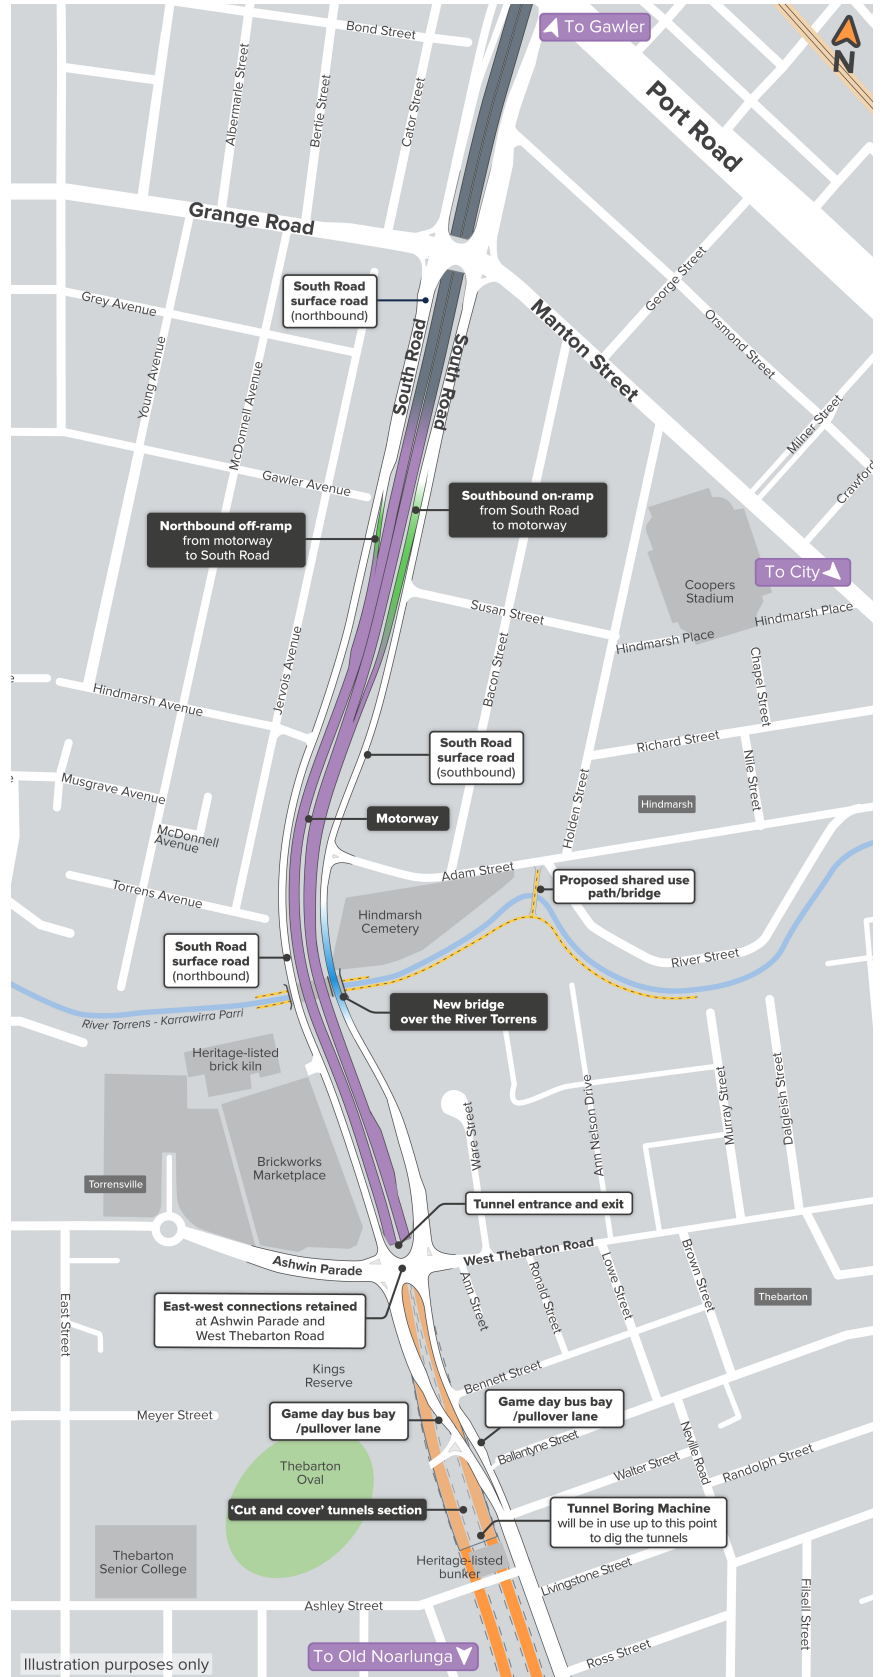 To Gawler
N
Bond Street
Albermarle Street
Bertie Street
Cator Street
Port Road
Grange Road
George Street
South Road
surface road
(northbound)
Grey Avenue
Manton Street
Orsmond Street
South Road
South Road
Young Avenue
McDonnell Avenue
Milner Street
Gawler Avenue
Crawford
Southbound on-ramp
from South Road
to motorway
Northbound off-ramp
from motorway
to South Road
To City
Coopers
Stadium
Susan Street
Hindmarsh Place
Hindmarsh Place
Bacon Street
Jervois Avenue
Chapel Street
Hindmarsh Avenue
South Road
surface road
(southbound)
Richard Street
Nile Street
Musgrave Avenue
Holden Street
Hindmarsh
Motorway
McDonnell
Avenue
Adam Street
Torrens Avenue
Proposed shared use
path/bridge
Hindmarsh
Cemetery
South Road
surface road
(northbound)
River Street
New bridge
over the River Torrens
River Torrens - Karrawirra Parri
Heritage-listed
brick kiln
Ware Street
Ann Nelson Drive
Murray Street
Dalgleish Street
Brickworks
Marketplace
Torrensville
Tunnel entrance and exit
Ashwin Parade
West Thebarton Road
Ann Street
Ronald Street
Lowe Street
Brown Street
Thebarton
East Street
East-west connections retained
at Ashwin Parade and
West Thebarton Road
Kings
Reserve
Bennett Street
Meyer Street
Game day bus bay
/pullover lane
Game day bus bay
/pullover lane
Ballantyne Street
Neville Road
Walter Street
Randolph Street
Thebarton
Oval
'Cut and cover' tunnels section
Tunnel Boring Machine
will be in use up to this point
to dig the tunnels
Thebarton
Senior College
Heritage-listed
bunker
Livingstone Street
Filsell Street
Ashley Street
Ross Street
To Old Noarlunga
Illustration purposes only